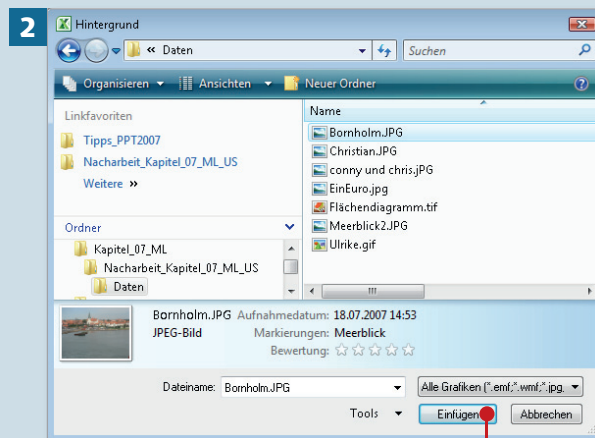 2
Hintergrund
« Daten
Suchen
Organisieren
Ansichten
Neuer Ordner
Linkfavoriten
Tipps_PPT2007
Nacharbeit_Kapitel_07_ML_US
Weitere »
Ordner
Kapitel_07_ML
Nacharbeit_Kapitel_07_ML_US
Daten
Name
Bornholm.JPG
Christian.JPG
conny und chris.jPG
EinEuro.jpg
Flächendiagramm.tif
Meerblick2.JPG
Ulrike.gif
Bornholm.JPG Aufnahmedatum: 18.07.2007 14:53
JPEG-Bild Markierungen: Meerblick
Bewertung:
Dateiname: Bornholm.JPG
Alle Grafiken (*.emf;*.wmf;*.jpg,
Tools
Einfügen
Abbrechen